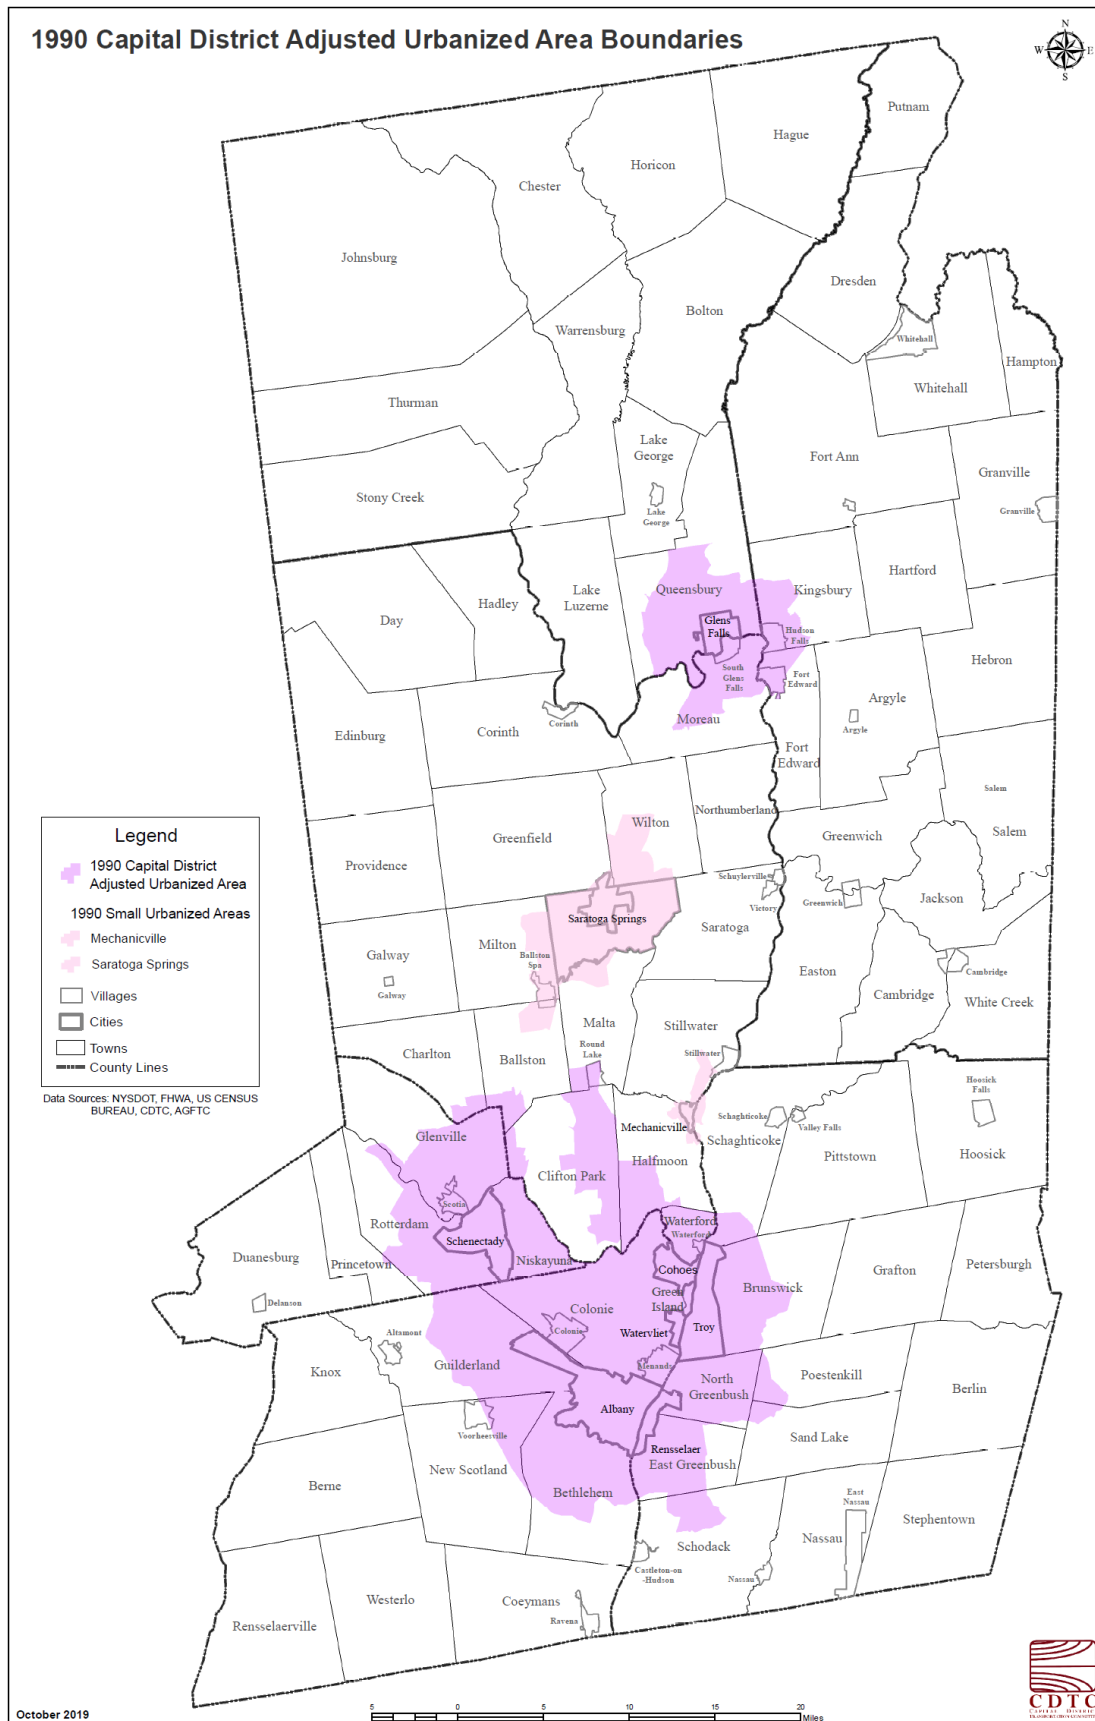 1990 Capital District Adjusted Urbanized Area Boundaries
N
W
E
S
Putnam
Hague
Horicon
Chester
Johnsburg
Dresden
Bolton
Warrensburg
Whitehall
Hampton
Whitehall
Thurman
Lake
George
Fort Ann
Granville
Stony Creek
Lake
George
Granville
Hartford
Queensbury
Kingsbury
Lake
Luzerne
Hadley
Day
Glens
Falls
Hudson
Falls
Hebron
South
Glens
Falls
Fort
Edward
Argyle
Moreau
Corinth
Corinth
Edinburg
Argyle
Fort
Edward
Salem
Northumberland
Wilton
Greenfield
Greenwich
Salem
Providence
Schuylerville
Victory
Greenwich
Jackson
Saratoga Springs
Saratoga
Milton
Galway
Ballston
Spa
Galway
Easton
Cambridge
Cambridge
White Creek
Malta
Stillwater
Charlton
Ballston
Round
Lake
Stillwater
Hoosick
Falls
Legend
1990 Capital District
Adjusted Urbanized Area
1990 Small Urbanized Areas
Mechanicville
Saratoga Springs
Villages
Cities
Towns
County Lines
Data Sources: NYSDOT, FHWA, US CENSUS
BUREAU, CDTC, AGFTC
Glenville
Mechanicville
Schaghticoke
Valley Falls
Schaghticoke
Pittstown
Hoosick
Halfmoon
Clifton Park
Scotia
Rotterdam
Waterford
Waterford
Schenectady
Duanesburg
Princetown
Niskayuna
Cohoes
Grafton
Petersburgh
Brunswick
Green
Island
Delanson
Colonie
Colonie
Watervliet
Troy
Altamont
Knox
Guilderland
Menands
North
Greenbush
Poestenkill
Berlin
Albany
Voorheesville
Rensselaer
East Greenbush
Sand Lake
New Scotland
Berne
Bethlehem
East
Nassau
Stephentown
Nassau
Schodack
Castleton-on
-Hudson
Nassau
Westerlo
Coeymans
Ravena
Rensselaerville
CDTC
CAPITAL DISTRICT
TRANSPORTATION COMMITTEE
October 2019
5 0 5 10 15 20
Miles